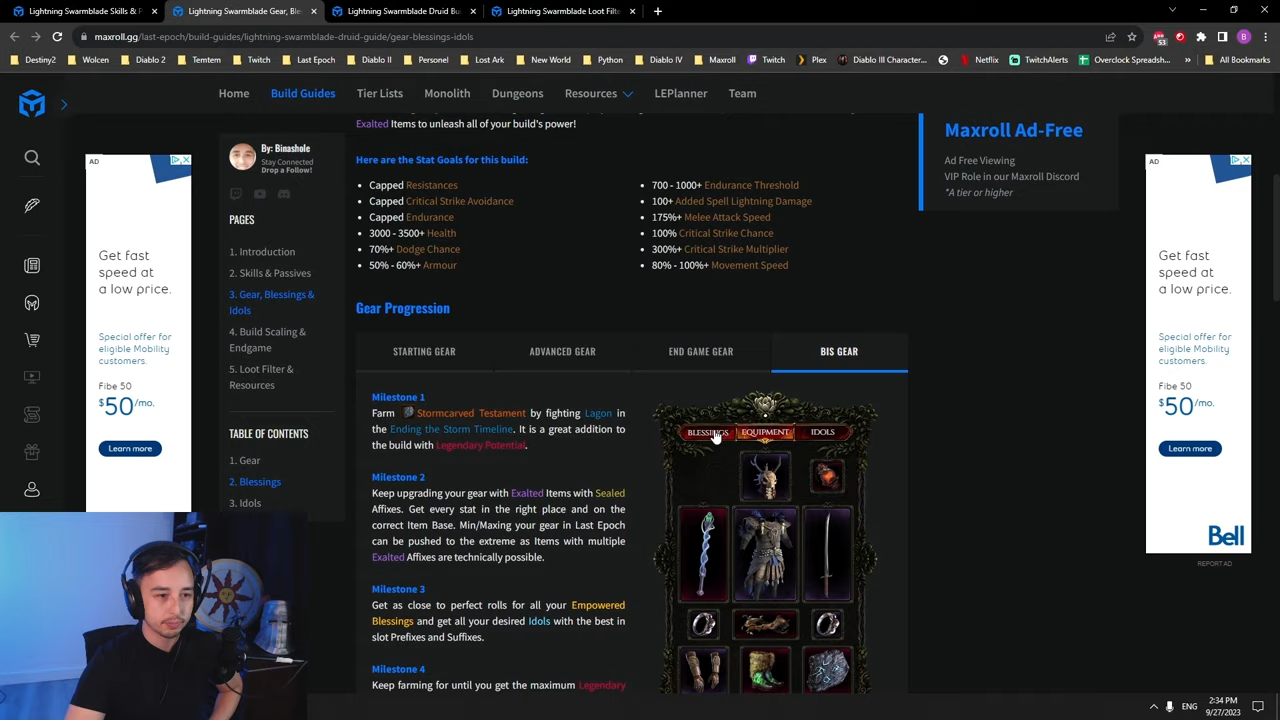 Lightning Swarmblade Skills & P
Lightning Swarmblade Gear, Ble
Lightning Swarmblade Druid Bu
Lightning Swarmblade Loot Filte
maxroll.gg/last-epoch/build-guides/lightning-swarmblade-druid-guide/gear-blessings-idols
53
B
Destiny2
Wolcen
Diablo 2
Temtem
Twitch
Last Epoch
Diablo II
Personel
Lost Ark
New World
Python
Diablo IV
Maxroll
Twitch
Plex
Diablo III Character...
Netflix
TwitchAlerts
Overclock Spreadsh...
»
All Bookmarks
Home
Build Guides
Tier Lists
Monolith
Dungeons
Resources
LEPlanner
Team
Exalted Items to unleash all of your build's power!
Here are the Stat Goals for this build:
• Capped Resistances
• Capped Critical Strike Avoidance
• Capped Endurance
• 3000 - 3500+ Health
• 70%+ Dodge Chance
• 50% - 60%+ Armour
• 700 - 1000+ Endurance Threshold
• 100+ Added Spell Lightning Damage
• 175%+ Melee Attack Speed
• 100% Critical Strike Chance
• 300%+ Critical Strike Multiplier
• 80% - 100%+ Movement Speed
Maxroll Ad-Free
Ad Free Viewing
VIP Role in our Maxroll Discord
*A tier or higher
By: Binashole
Stay Connected
Drop a Follow!
PAGES
1. Introduction
2. Skills & Passives
3. Gear, Blessings &
Idols
4. Build Scaling &
Endgame
5. Loot Filter &
Resources
TABLE OF CONTENTS
1. Gear
2. Blessings
3. Idols
AD
Get fast
speed at
a low price.
Special offer for
eligible Mobility
customers.
Fibe 50
$50/mo.
Learn more
Gear Progression
STARTING GEAR
ADVANCED GEAR
END GAME GEAR
BIS GEAR
Milestone 1
Farm Stormcarved Testament by fighting Lagon in
the Ending the Storm Timeline. It is a great addition to
the build with Legendary Potential.
Milestone 2
Keep upgrading your gear with Exalted Items with Sealed
Affixes. Get every stat in the right place and on the
correct Item Base. Min/Maxing your gear in Last Epoch
can be pushed to the extreme as Items with multiple
Exalted Affixes are technically possible.
Milestone 3
Get as close to perfect rolls for all your Empowered
Blessings and get all your desired Idols with the best in
slot Prefixes and Suffixes.
Milestone 4
Keep farming for until you get the maximum Legendary
BLESSINGS
EQUIPMENT
IDOLS
AD
Get fast
speed at
a low price.
Special offer for
eligible Mobility
customers.
Fibe 50
$50/mo.
Learn more
Bell
REPORT AD
ENG
2:34 PM
9/27/2023